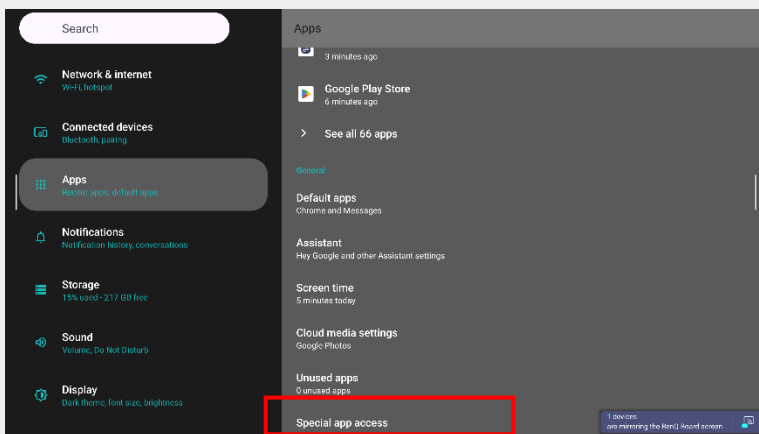 Search
Network & internet
Wi-Fi, hotspot
Connected devices
Bluetooth, pairing
Apps
Recent apps, default apps
Notifications
Notification history, conversations
Storage
15% used - 217 GB free
Sound
Volume, Do Not Disturb
Display
Dark theme, font size, brightness
Apps
3 minutes ago
Google Play Store
6 minutes ago
See all 66 apps
General
Default apps
Chrome and Messages
Assistant
Hey Google and other Assistant settings
Screen time
5 minutes today
Cloud media settings
Google Photos
Unused apps
0 unused apps
Special app access
1 devices
are mirroring the BenQ Board screen.